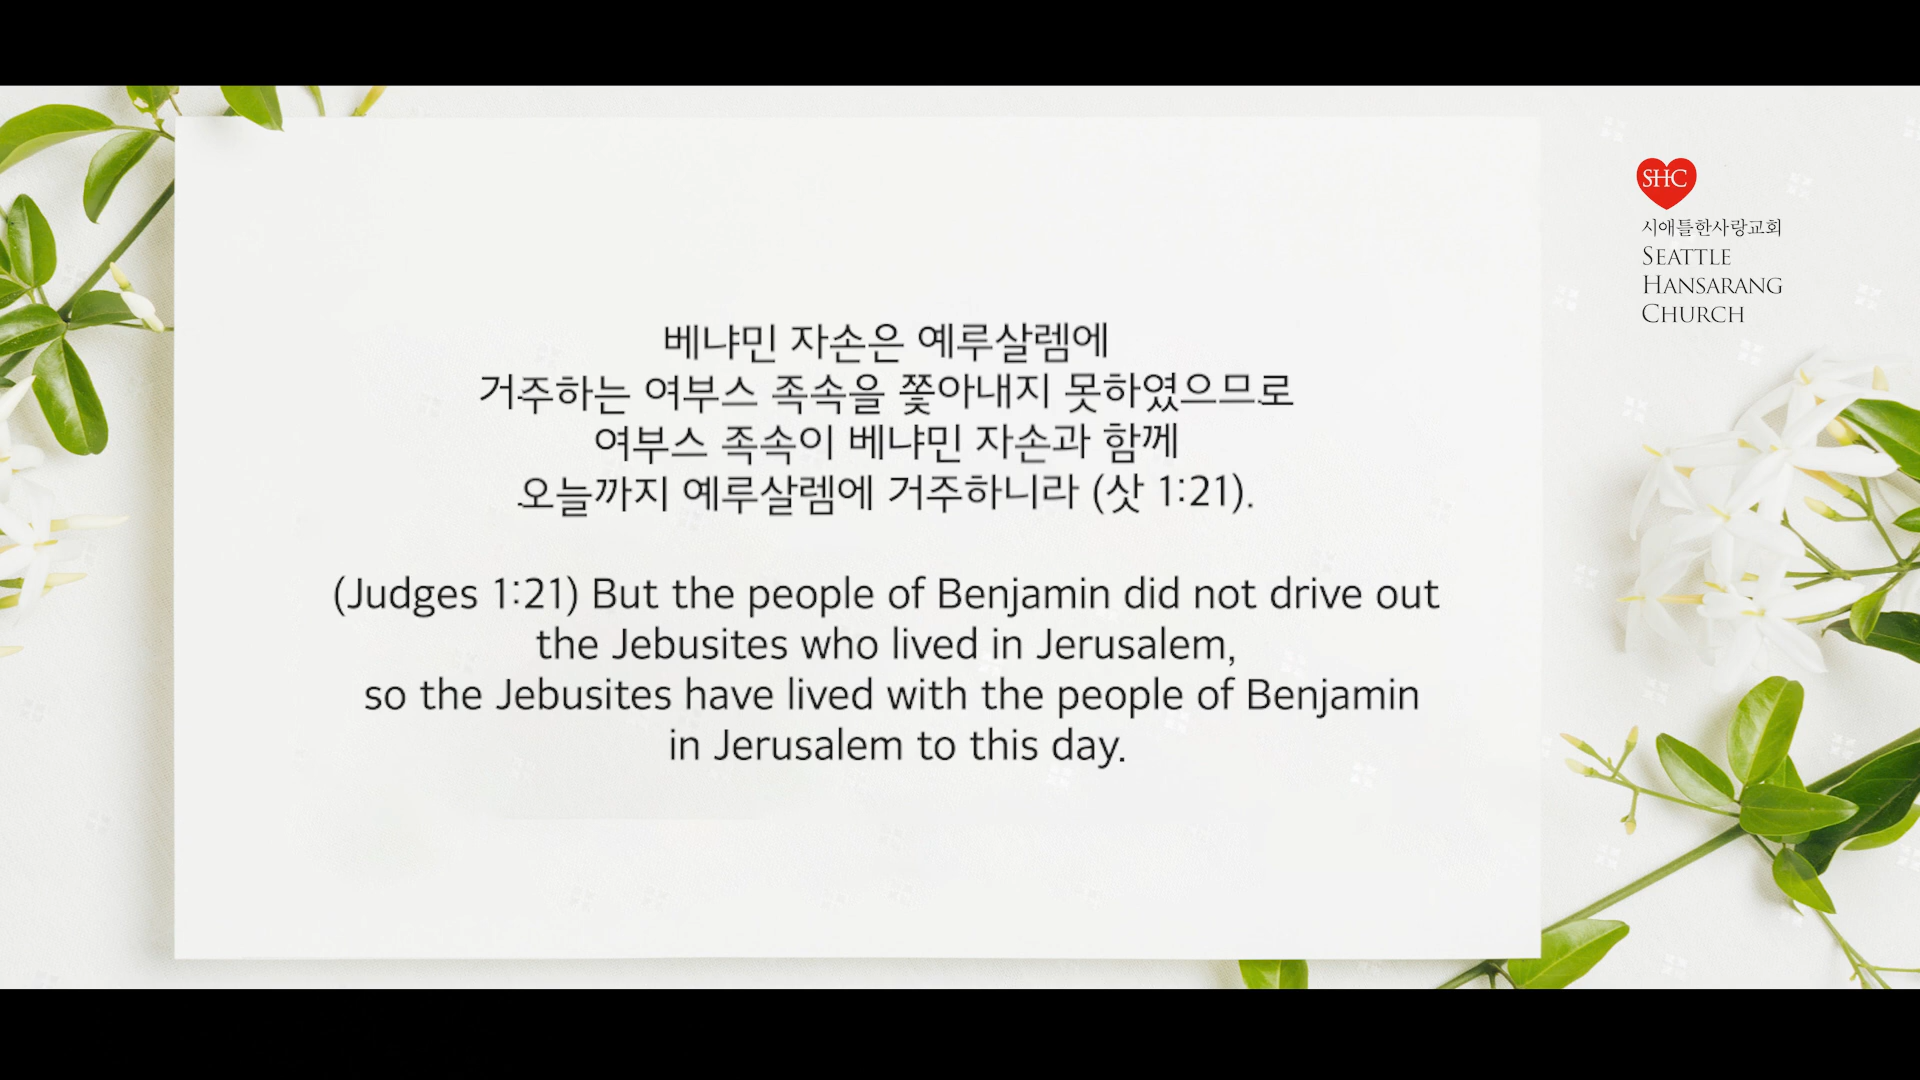 베냐민 자손은 예루살렘에
거주하는 여부스 족속을 쫓아내지 못하였으므로
여부스 족속이 베냐민 자손과 함께
오늘까지 예루살렘에 거주하니라 (삿 1:21).
(Judges 1:21) But the people of Benjamin did not drive out
the Jebusites who lived in Jerusalem,
so the Jebusites have lived with the people of Benjamin
in Jerusalem to this day.
SHC
시애틀한사랑교회
SEATTLE
HANSARANG
CHURCH